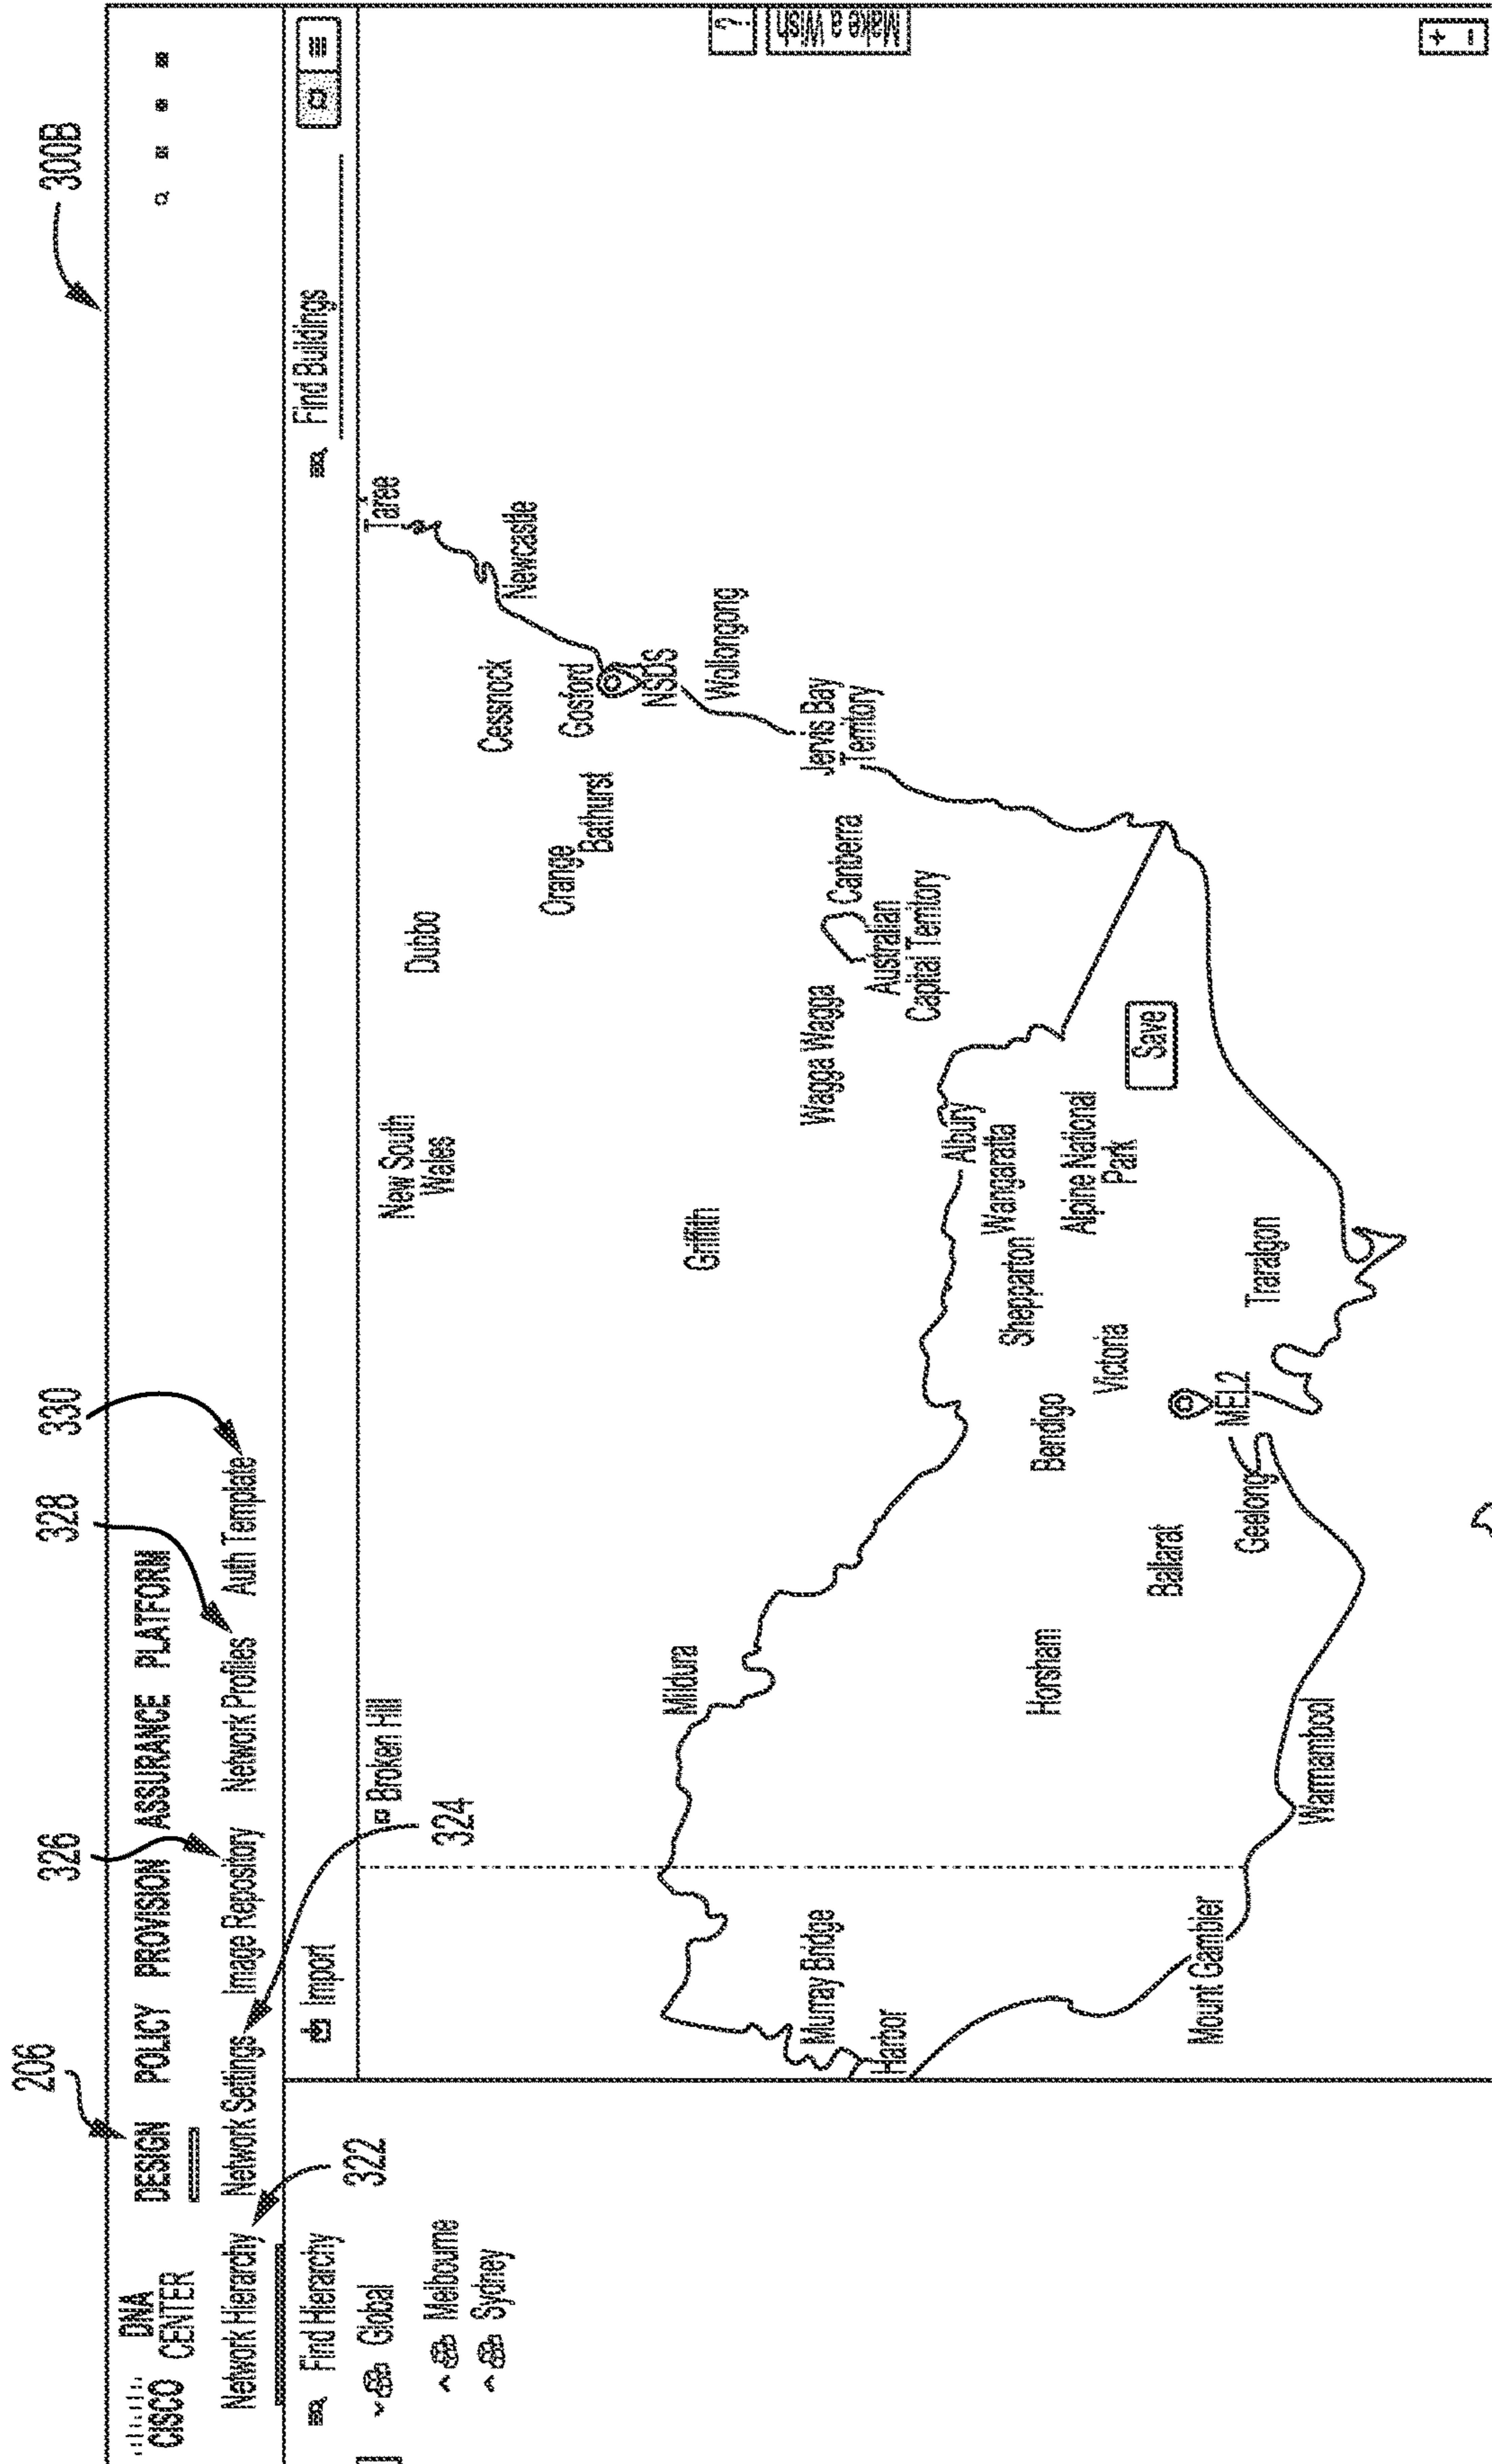 300B
206
326
328
330
CISCO DNA CENTER
DESIGN POLICY PROVISION ASSURANCE PLATFORM
Network Hierarchy Network Settings Image Repository Network Profiles Auth Template
322
324
Find Hierarchy
Import
Find Buildings
Global
Melbourne
Sydney
Broken Hill
New South
Wales
Dubbo
Taree
Cessnock
Newcastle
Orange
Bathurst
Gosford
NSDS
Mildura
Griffith
Wollongong
?
Make a Wish
Murray Bridge
Harbor
Wagga Wagga
Canberra
Australian
Capital Territory
Jervis Bay
Territory
Albury
Wangaratta
Shepparton
Horsham
Bendigo
Alpine National
Park
Victoria
Save
Ballarat
Mount Gambier
MEL2
Geelong
Traralgon
Warrnambool
+
-